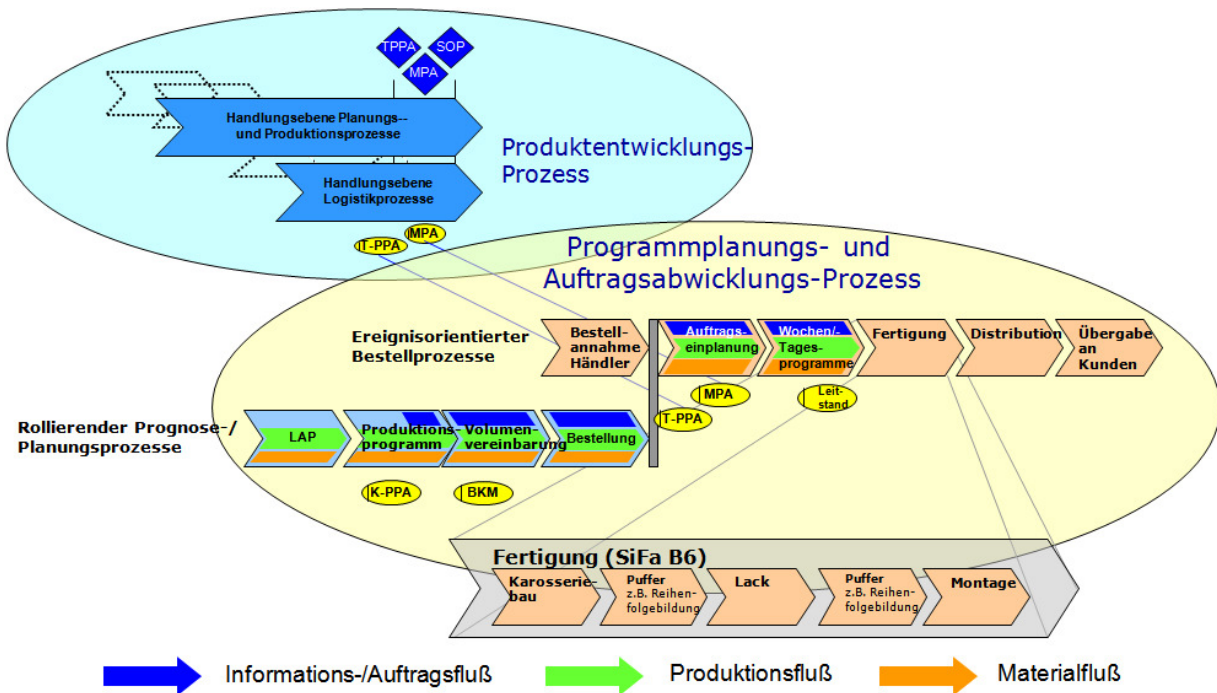 TPPA
SOP
MPA
Handlungsebene Planungs--
und Produktionsprozesse
Handlungsebene
Logistikprozesse
Produktentwicklungs-
Prozess
T-PPA
MPA
Programmplanungs- und
Auftragsabwicklungs-Prozess
Ereignisorientierter
Bestellprozesse
Bestell-
annahme
Händler
Auftrags-
einplanung
Wochen/-
Tages-
programme
Fertigung
Distribution
Übergabe
an
Kunden
MPA
T-PPA
Leit-
stand
Rollierender Prognose-/
Planungsprozesse
LAP
Produktions-
programm
Volumen-
vereinbarung
Bestellung
K-PPA
BKM
Fertigung (SiFa B6)
Karosserie-
bau
Puffer
z.B. Reihen-
folgebildung
Lack
Puffer
z.B. Reihen-
folgebildung
Montage
Informations-/Auftragsfluß
Produktionsfluß
Materialfluß